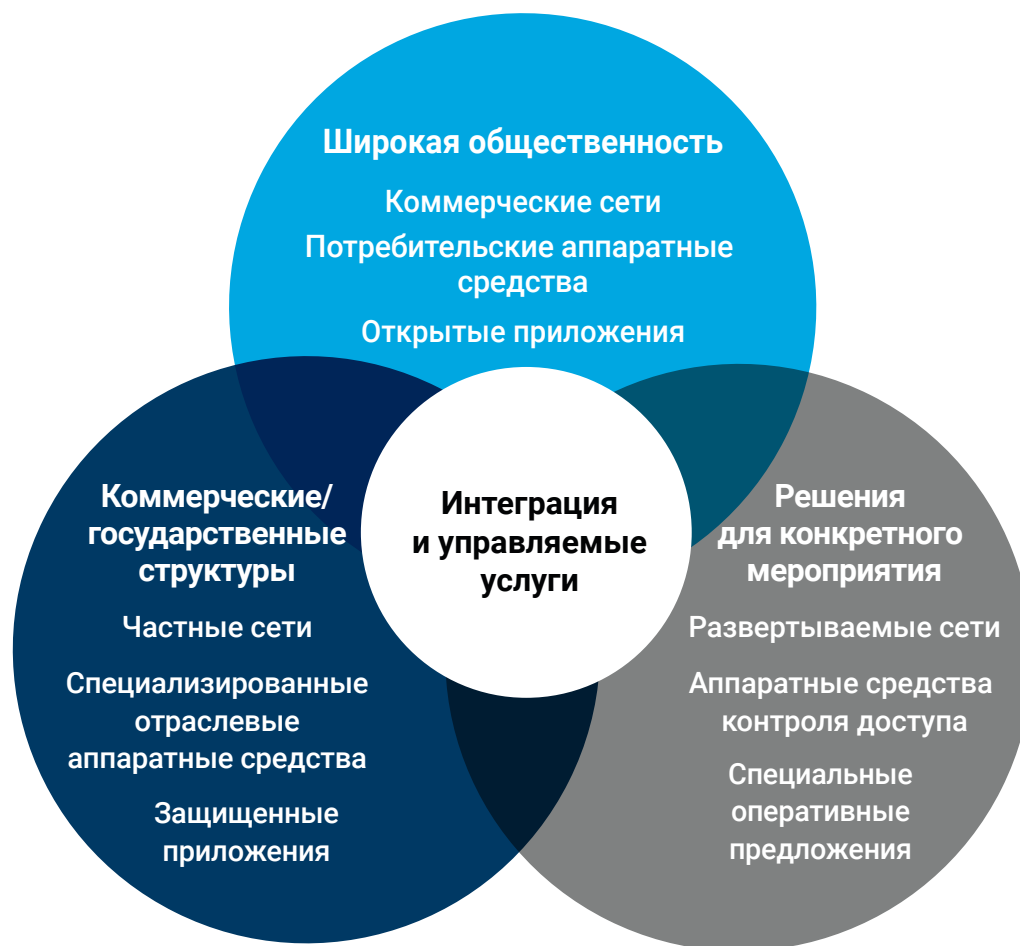 Широкая общественность
Коммерческие сети
Потребительские аппаратные
средства
Открытые приложения
Коммерческие/
государственные
структуры
Частные сети
Специализированные
отраслевые
аппаратные средства
Защищенные
приложения
Интеграция
и управляемые
услуги
Решения
для конкретного
мероприятия
Развертываемые сети
Аппаратные средства
контроля доступа
Специальные
оперативные
предложения